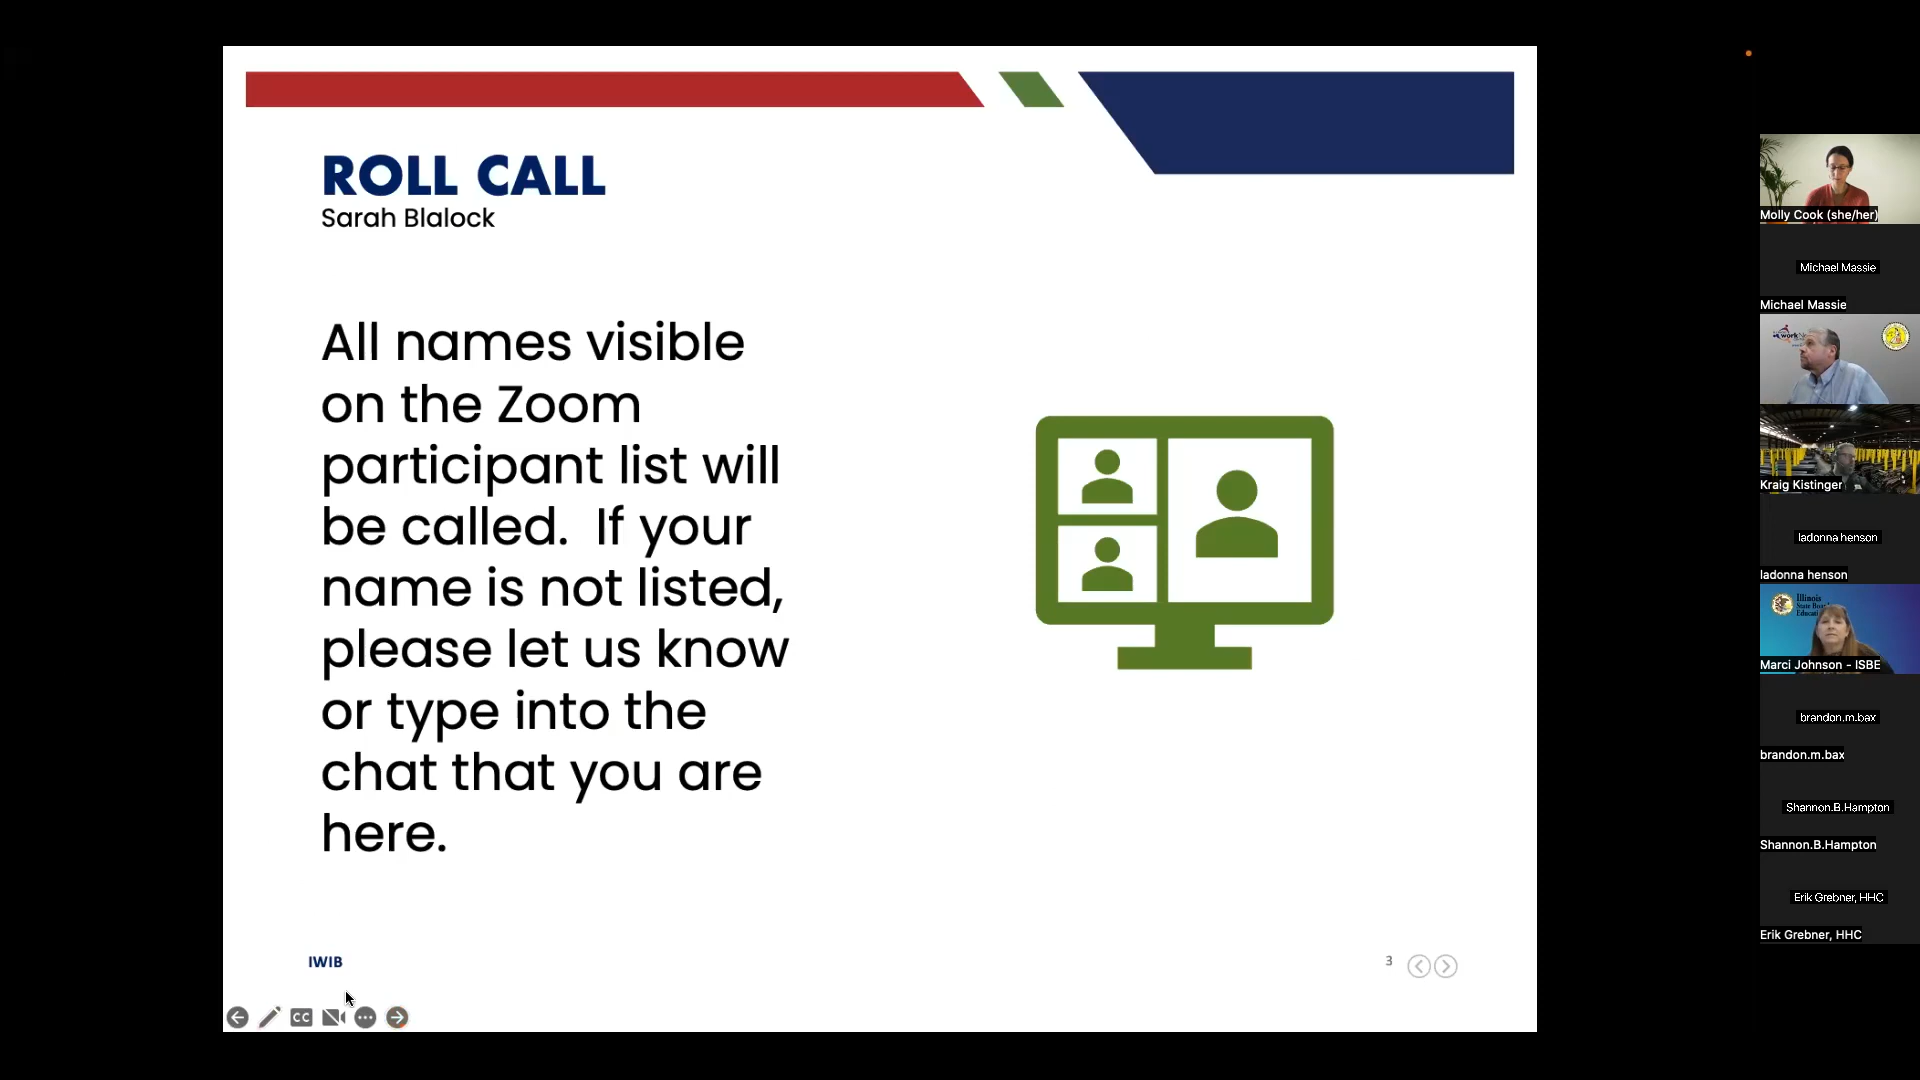 ROLL CALL
Sarah Blalock
All names visible
on the Zoom
participant list will
be called.  If your
name is not listed,
please let us know
or type into the
chat that you are
here.
IWIB
3
CC
Molly Cook (she/her)
Michael Massie
Michael Massie
Kraig Kistinger
ladonna henson
ladonna henson
Illinois
Marci Johnson - ISBE
brandon.m.bax
brandon.m.bax
Shannon.B.Hampton
Shannon.B.Hampton
Erik Grebner, HHC
Erik Grebner, HHC